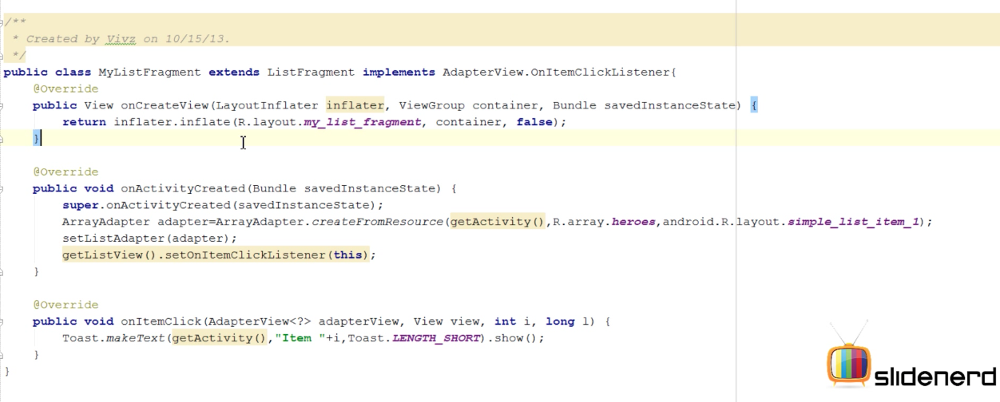 /**
 * Created by Vivz on 10/15/13.
 */
public class MyListFragment extends ListFragment implements AdapterView.OnItemClickListener{
    @Override
    public View onCreateView(LayoutInflater inflater, ViewGroup container, Bundle savedInstanceState) {
        return inflater.inflate(R.layout.my_list_fragment, container, false);
    }
    @Override
    public void onActivityCreated(Bundle savedInstanceState) {
        super.onActivityCreated(savedInstanceState);
        ArrayAdapter adapter=ArrayAdapter.createFromResource(getActivity(),R.array.heroes,android.R.layout.simple_list_item_1);
        setListAdapter(adapter);
        getListView().setOnItemClickListener(this);
    }
    @Override
    public void onItemClick(AdapterView<?> adapterView, View view, int i, long l) {
        Toast.makeText(getActivity(),"Item "+i,Toast.LENGTH_SHORT).show();
    }
}
slidenerd